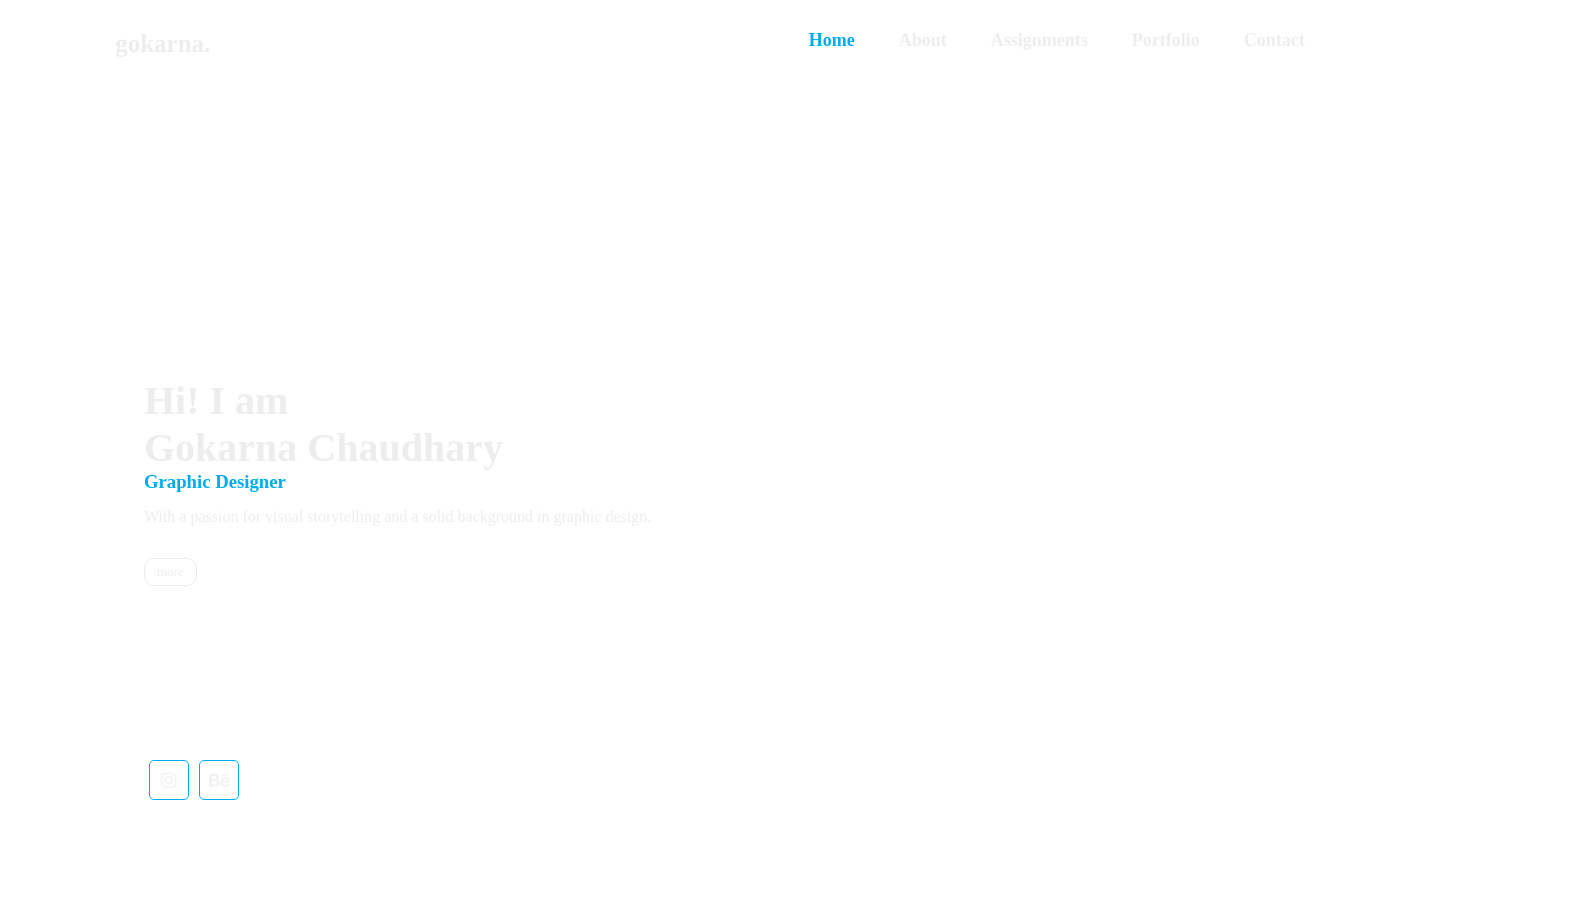 gokarna.
Home About Assignments Portfolio Contact
Hi! I am
Gokarna Chaudhary
Graphic Designer
With a passion for visual storytelling and a solid background in graphic design.
more
Bē